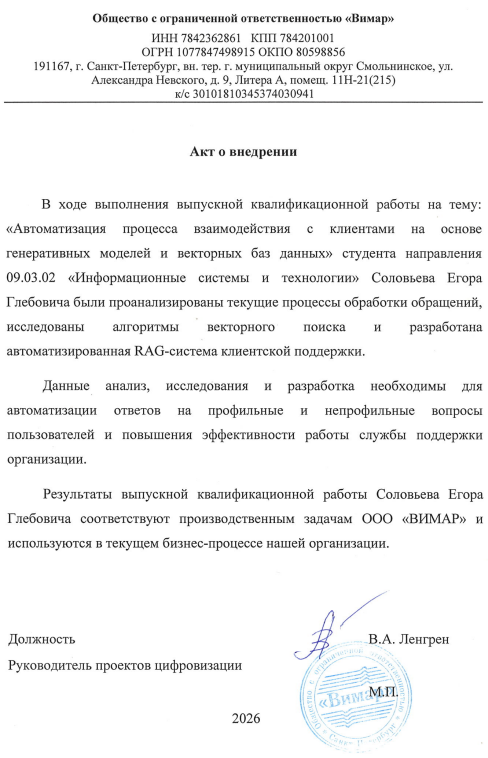 Общество с ограниченной ответственностью «Вимар»
ИНН 7842362861 КПП 784201001
ОГРН 1077847498915 ОКПО 80598856
191167, г. Санкт-Петербург, вн. тер. г. муниципальный округ Смольнинское, ул.
Александра Невского, д. 9, Литера А, помещ. 11Н-21(215)
к/с 30101810345374030941
Акт о внедрении
В ходе выполнения выпускной квалификационной работы на тему:
«Автоматизация процесса взаимодействия с клиентами на основе
генеративных моделей и векторных баз данных» студента направления
09.03.02 «Информационные системы и технологии» Соловьева Егора
Глебовича были проанализированы текущие процессы обработки обращений,
исследованы алгоритмы векторного поиска и разработана
автоматизированная RAG-система клиентской поддержки.
Данные анализ, исследования и разработка необходимы для
автоматизации ответов на профильные и непрофильные вопросы
пользователей и повышения эффективности работы службы поддержки
организации.
Результаты выпускной квалификационной работы Соловьева Егора
Глебовича соответствуют производственным задачам ООО «ВИМАР» и
используются в текущем бизнес-процессе нашей организации.
Должность В.А. Ленгрен
Руководитель проектов цифровизации
М.П.
«Вимар»
2026